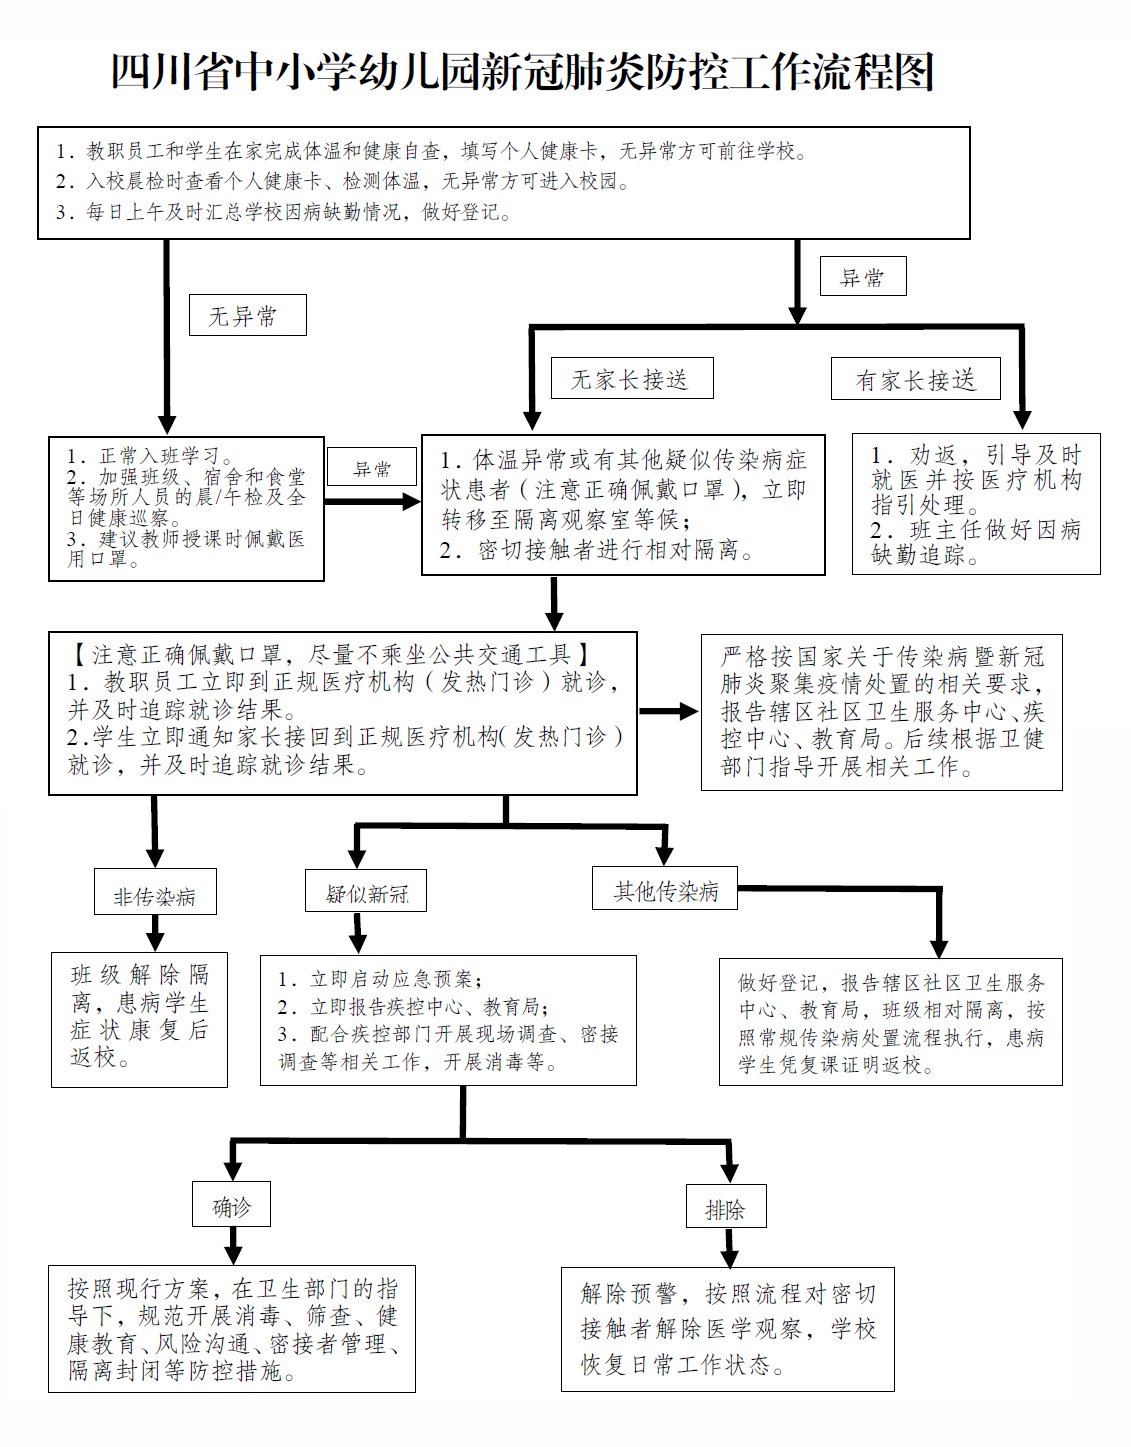 四川省中小学幼儿园新冠肺炎防控工作流程图
1. 教职员工和学生在家完成体温和健康自查，填写个人健康卡，无异常方可前往学校。
2. 入校晨检时查看个人健康卡、检测体温，无异常方可进入校园。
3. 每日上午及时汇总学校因病缺勤情况，做好登记。
异常
无异常
无家长接送
有家长接送
1. 正常入班学习。
2. 加强班级、宿舍和食堂
等场所人员的晨/午检及全
日健康巡察。
3. 建议教师授课时佩戴医
用口罩。
异常
1. 体温异常或有其他疑似传染病症
状患者（注意正确佩戴口罩），立即
转移至隔离观察室等候；
2. 密切接触者进行相对隔离。
1. 劝返，引导及时
就医并按医疗机构
指引处理。
2. 班主任做好因病
缺勤追踪。
【注意正确佩戴口罩，尽量不乘坐公共交通工具】
1. 教职员工立即到正规医疗机构（发热门诊）就诊，
并及时追踪就诊结果。
2.学生立即通知家长接回到正规医疗机构（发热门诊）
就诊，并及时追踪就诊结果。
严格按国家关于传染病暨新冠
肺炎聚集疫情处置的相关要求，
报告辖区社区卫生服务中心、疾
控中心、教育局。后续根据卫健
部门指导开展相关工作。
非传染病
疑似新冠
其他传染病
班级解除隔
离，患病学生
症状康复后
返校。
1. 立即启动应急预案；
2. 立即报告疾控中心、教育局；
3. 配合疾控部门开展现场调查、密接
调查等相关工作，开展消毒等。
做好登记，报告辖区社区卫生服务
中心、教育局，班级相对隔离，按
照常规传染病处置流程执行，患病
学生凭复课证明返校。
确诊
排除
按照现行方案，在卫生部门的指
导下，规范开展消毒、筛查、健
康教育、风险沟通、密接者管理、
隔离封闭等防控措施。
解除预警，按照流程对密切
接触者解除医学观察，学校
恢复日常工作状态。